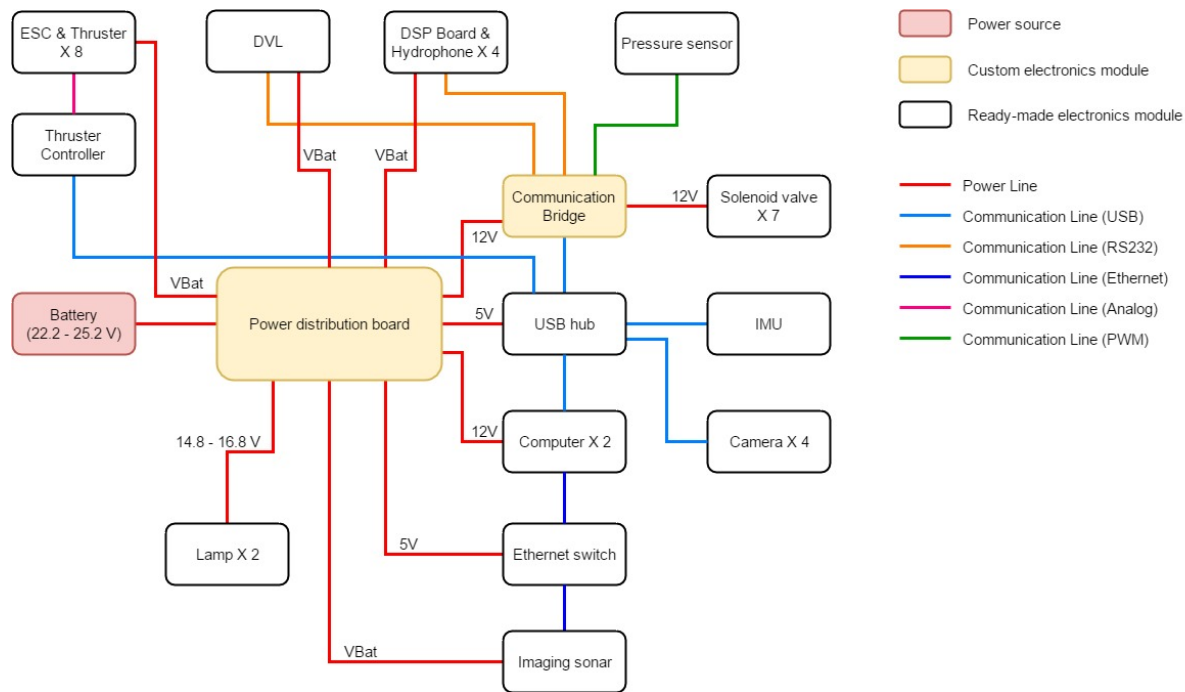 ESC & Thruster
X 8
DVL
DSP Board &
Hydrophone X 4
Pressure sensor
Power source
Custom electronics module
Ready-made electronics module
Thruster
Controller
VBat
VBat
Communication
Bridge
12V
Solenoid valve
X 7
Power Line
Communication Line (USB)
Communication Line (RS232)
Communication Line (Ethernet)
Communication Line (Analog)
Communication Line (PWM)
12V
VBat
Battery
(22.2 - 25.2 V)
Power distribution board
5V
USB hub
IMU
14.8 - 16.8 V
12V
Computer X 2
Camera X 4
Lamp X 2
5V
Ethernet switch
VBat
Imaging sonar